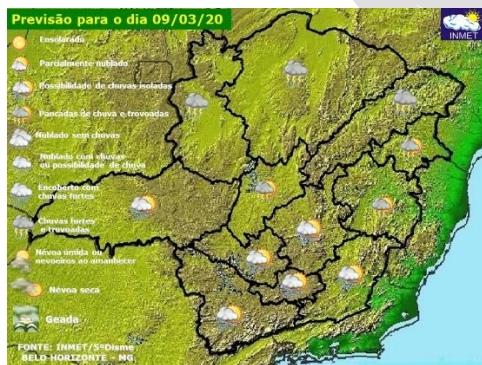 Previsão para o dia 09/03/20
INMET
Ensolarado
Parcialmente nublado
Possibilidade de chuvas isoladas
Pancadas de chuva e trovoadas
Nublado sem chuvas
Nublado com chuvas
ou possibilidade de chuva
Encoberto com
chuvas fortes
Chuvas fortes
e trovoadas
Névoa úmida ou
nevoeiros ao amanhecer
Névoa seca
Geada
FONTE: INMET/5ºDisme
BELO HORIZONTE - MG